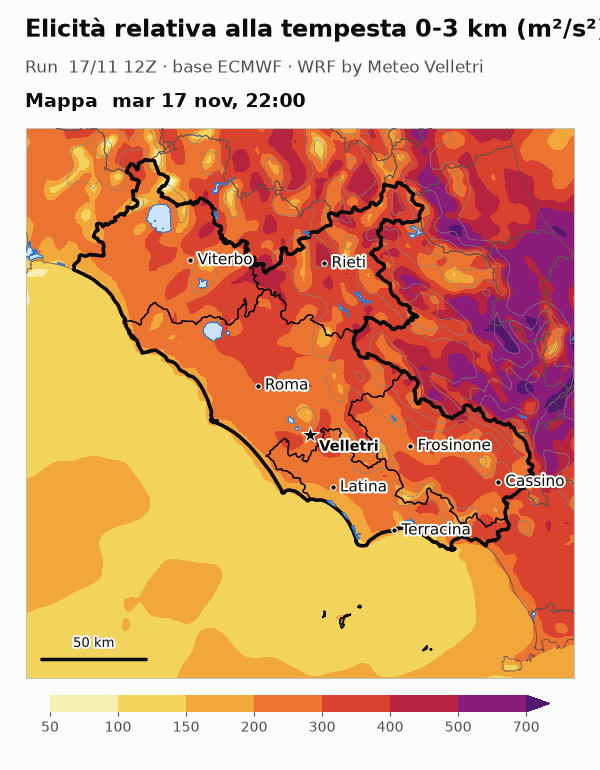 Elicità relativa alla tempesta 0-3 km (m²/s²)
Run  17/11 12Z · base ECMWF · WRF by Meteo Velletri
Mappa  mar 17 nov, 22:00
Viterbo
Rieti
Roma
Velletri
Frosinone
Cassino
Latina
Terracina
50 km
50 100 150 200 300 400 500 700